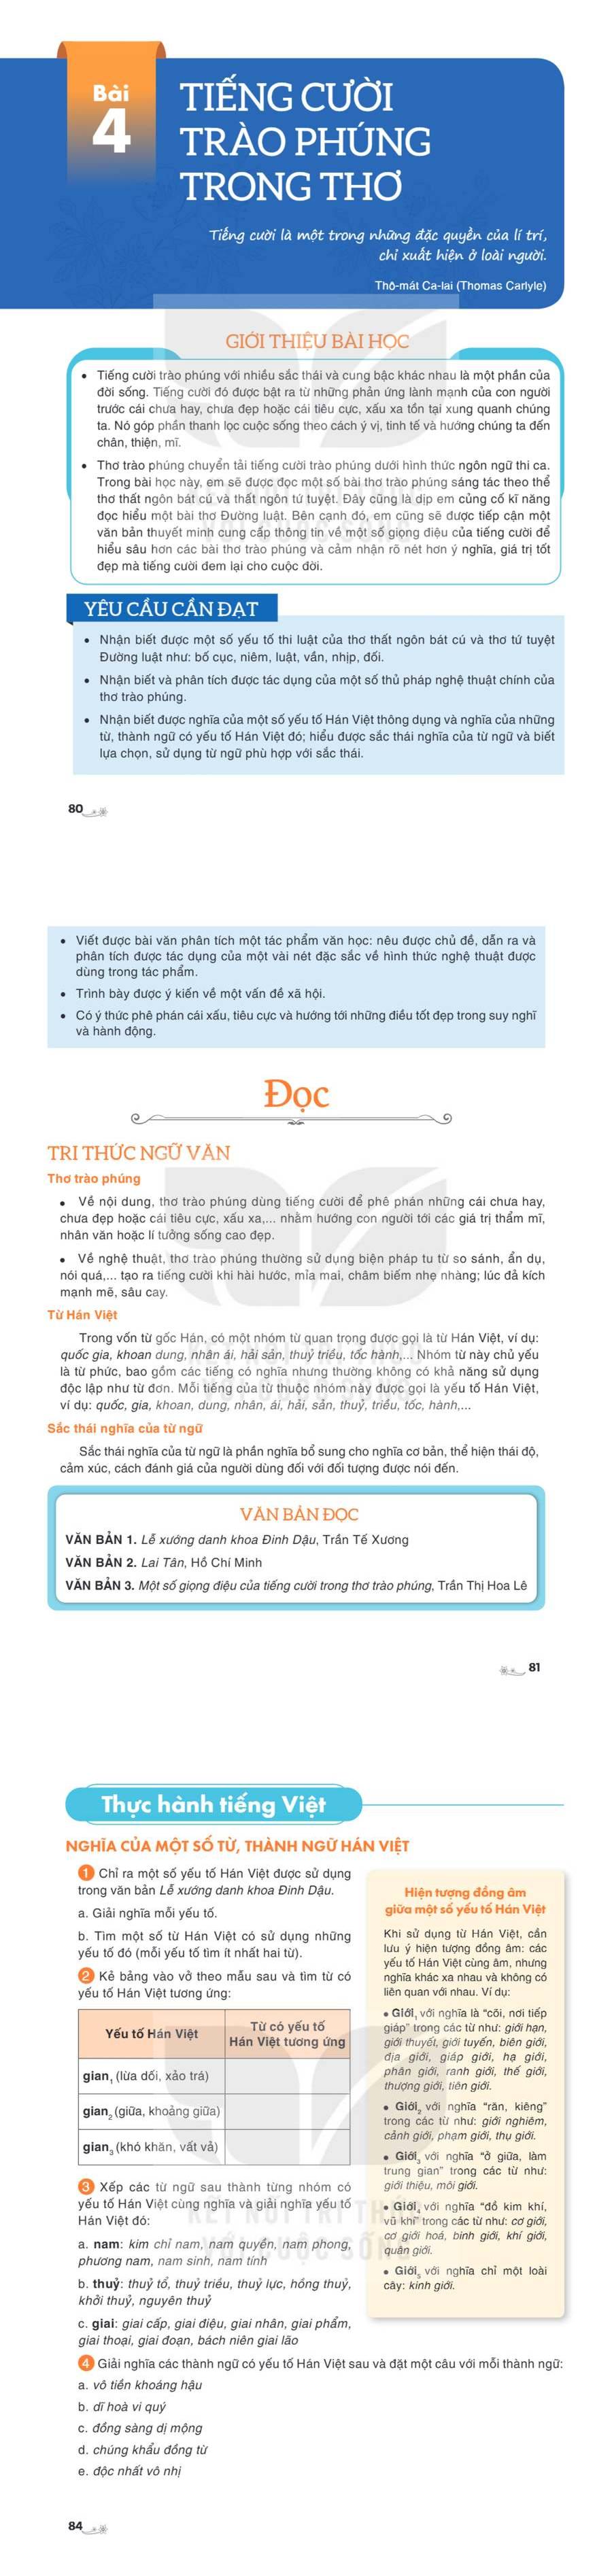 Bài
4
TIẾNG CƯỜI
TRÀO PHÚNG
TRONG THƠ
Tiếng cười là một trong những đặc quyền của lí trí,
chỉ xuất hiện ở loài người.
Thô-mát Ca-lai (Thomas Carlyle)
GIỚI THIỆU BÀI HỌC
• Tiếng cười trào phúng với nhiều sắc thái và cung bậc khác nhau là một phần của
đời sống. Tiếng cười đó được bật ra từ những phản ứng lành mạnh của con người
trước cái chưa hay, chưa đẹp hoặc cái tiêu cực, xấu xa tồn tại xung quanh chúng
ta. Nó góp phần thanh lọc cuộc sống theo cách ý vị, tinh tế và hướng chúng ta đến
chân, thiện, mĩ.
• Thơ trào phúng chuyển tải tiếng cười trào phúng dưới hình thức ngôn ngữ thi ca.
Trong bài học này, em sẽ được đọc một số bài thơ trào phúng sáng tác theo thể
thơ thất ngôn bát cú và thất ngôn tứ tuyệt. Đây cũng là dịp em củng cố kĩ năng
đọc hiểu một bài thơ Đường luật. Bên cạnh đó, em cũng sẽ được tiếp cận một
văn bản thuyết minh cung cấp thông tin về một số giọng điệu của tiếng cười để
hiểu sâu hơn các bài thơ trào phúng và cảm nhận rõ nét hơn ý nghĩa, giá trị tốt
đẹp mà tiếng cười đem lại cho cuộc đời.
YÊU CẦU CẦN ĐẠT
• Nhận biết được một số yếu tố thi luật của thơ thất ngôn bát cú và thơ tứ tuyệt
Đường luật như: bố cục, niêm, luật, vần, nhịp, đối.
• Nhận biết và phân tích được tác dụng của một số thủ pháp nghệ thuật chính của
thơ trào phúng.
• Nhận biết được nghĩa của một số yếu tố Hán Việt thông dụng và nghĩa của những
từ, thành ngữ có yếu tố Hán Việt đó; hiểu được sắc thái nghĩa của từ ngữ và biết
lựa chọn, sử dụng từ ngữ phù hợp với sắc thái.
80
• Viết được bài văn phân tích một tác phẩm văn học: nêu được chủ đề, dẫn ra và
phân tích được tác dụng của một vài nét đặc sắc về hình thức nghệ thuật được
dùng trong tác phẩm.
• Trình bày được ý kiến về một vấn đề xã hội.
• Có ý thức phê phán cái xấu, tiêu cực và hướng tới những điều tốt đẹp trong suy nghĩ
và hành động.
Đọc
TRI THỨC NGỮ VĂN
Thơ trào phúng
• Về nội dung, thơ trào phúng dùng tiếng cười để phê phán những cái chưa hay,
chưa đẹp hoặc cái tiêu cực, xấu xa,... nhằm hướng con người tới các giá trị thẩm mĩ,
nhân văn hoặc lí tưởng sống cao đẹp.
• Về nghệ thuật, thơ trào phúng thường sử dụng biện pháp tu từ so sánh, ẩn dụ,
nói quá,... tạo ra tiếng cười khi hài hước, mỉa mai, châm biếm nhẹ nhàng; lúc đả kích
mạnh mẽ, sâu cay.
Từ Hán Việt
Trong vốn từ gốc Hán, có một nhóm từ quan trọng được gọi là từ Hán Việt, ví dụ:
quốc gia, khoan dung, nhân ái, hải sản, thuỷ triều, tốc hành,... Nhóm từ này chủ yếu
là từ phức, bao gồm các tiếng có nghĩa nhưng thường không có khả năng sử dụng
độc lập như từ đơn. Mỗi tiếng của từ thuộc nhóm này được gọi là yếu tố Hán Việt,
ví dụ: quốc, gia, khoan, dung, nhân, ái, hải, sản, thuỷ, triều, tốc, hành,...
Sắc thái nghĩa của từ ngữ
Sắc thái nghĩa của từ ngữ là phần nghĩa bổ sung cho nghĩa cơ bản, thể hiện thái độ,
cảm xúc, cách đánh giá của người dùng đối với đối tượng được nói đến.
VĂN BẢN ĐỌC
VĂN BẢN 1. Lễ xướng danh khoa Đinh Dậu, Trần Tế Xương
VĂN BẢN 2. Lai Tân, Hồ Chí Minh
VĂN BẢN 3. Một số giọng điệu của tiếng cười trong thơ trào phúng, Trần Thị Hoa Lê
81
Thực hành tiếng Việt
NGHĨA CỦA MỘT SỐ TỪ, THÀNH NGỮ HÁN VIỆT
1 Chỉ ra một số yếu tố Hán Việt được sử dụng
trong văn bản Lễ xướng danh khoa Đinh Dậu.
a. Giải nghĩa mỗi yếu tố.
b. Tìm một số từ Hán Việt có sử dụng những
yếu tố đó (mỗi yếu tố tìm ít nhất hai từ).
2 Kẻ bảng vào vở theo mẫu sau và tìm từ có
yếu tố Hán Việt tương ứng:
Yếu tố Hán Việt
Từ có yếu tố
Hán Việt tương ứng
gian1 (lừa dối, xảo trá)
gian2 (giữa, khoảng giữa)
gian3 (khó khăn, vất vả)
3 Xếp các từ ngữ sau thành từng nhóm có
yếu tố Hán Việt cùng nghĩa và giải nghĩa yếu tố
Hán Việt đó:
a. nam: kim chỉ nam, nam quyền, nam phong,
phương nam, nam sinh, nam tính
b. thuỷ: thuỷ tổ, thuỷ triều, thuỷ lực, hồng thuỷ,
khởi thuỷ, nguyên thuỷ
c. giai: giai cấp, giai điệu, giai nhân, giai phẩm,
giai thoại, giai đoạn, bách niên giai lão
Hiện tượng đồng âm
giữa một số yếu tố Hán Việt
Khi sử dụng từ Hán Việt, cần
lưu ý hiện tượng đồng âm: các
yếu tố Hán Việt cùng âm, nhưng
nghĩa khác xa nhau và không có
liên quan với nhau. Ví dụ:
• Giới1 với nghĩa là "cõi, nơi tiếp
giáp" trong các từ như: giới hạn,
giới thuyết, giới tuyến, biên giới,
địa giới, giáp giới, hạ giới,
phân giới, ranh giới, thế giới,
thượng giới, tiên giới.
• Giới2 với nghĩa "răn, kiêng"
trong các từ như: giới nghiêm,
cảnh giới, phạm giới, thụ giới.
• Giới3 với nghĩa "ở giữa, làm
trung gian" trong các từ như:
giới thiệu, môi giới.
• Giới4 với nghĩa "đồ kim khí,
vũ khí" trong các từ như: cơ giới,
cơ giới hoá, binh giới, khí giới,
quân giới.
• Giới5 với nghĩa chỉ một loài
cây: kinh giới.
4 Giải nghĩa các thành ngữ có yếu tố Hán Việt sau và đặt một câu với mỗi thành ngữ:
a. vô tiền khoáng hậu
b. dĩ hoà vi quý
c. đồng sàng dị mộng
d. chúng khẩu đồng từ
e. độc nhất vô nhị
84
KẾT NỐI TRI THỨC
VỚI CUỘC SỐNG